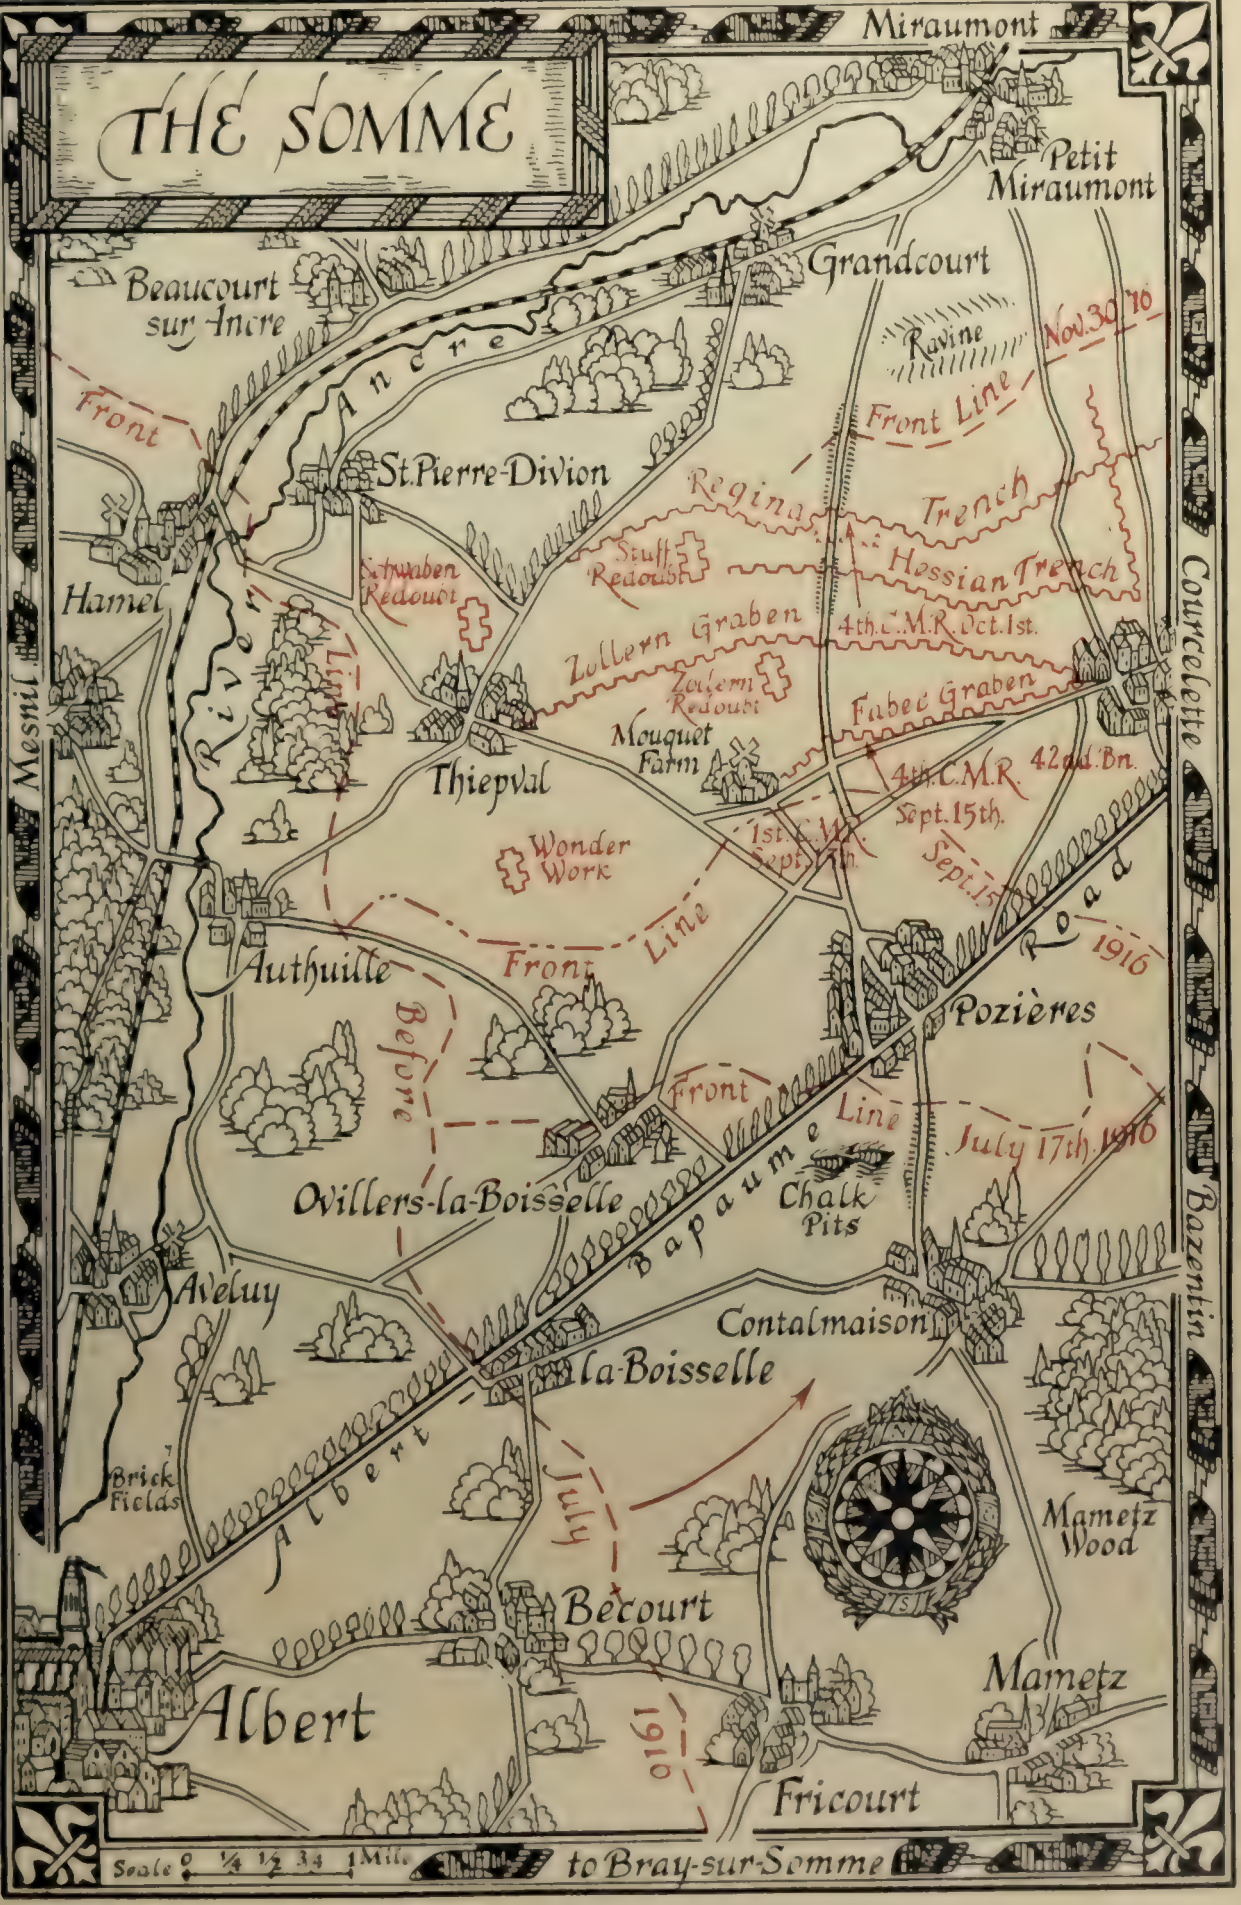 THE SOMME
Miraumont
Petit
Miraumont
Grandcourt
Beaucourt
sur-Ancre
Ravine
Nov. 30 '16
Front Line
Front
Ancre
River
St. Pierre-Divion
Regina Trench
Hessian Trench
Stuff
Redoubt
Schwaben
Redoubt
Hamel
Line
4th. C.M.R. Oct. 1st.
Zollern Graben
Zollern
Redoubt
Fabec Graben
Courcelette
Mesnil
Mouquet
Farm
Thiepval
4th. C.M.R.
Sept. 15th.
42nd. Bn.
1st. C.M.R.
Sept. 15
1916
Wonder
Work
Front Line
Authuille
Before
Pozières
Front Line
July 17th. 1916
Chalk
Pits
Ovillers-la-Boisselle
Albert Bapaume Road
Aveluy
Contalmaison
Bazentin
la-Boisselle
Brick
Fields
July
1916
Mametz
Wood
Bécourt
Albert
Mametz
Fricourt
Scale 0 1/4 1/2 3/4 1 Mile
to Bray-sur-Somme